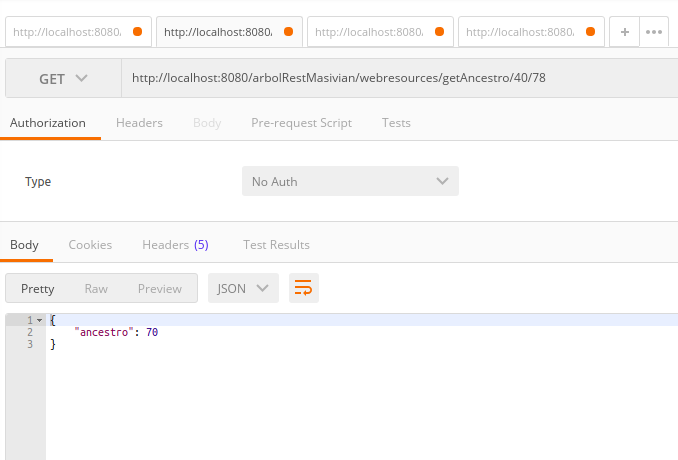 http://localhost:8080/ http://localhost:8080/ http://localhost:8080/ http://localhost:8080/ + •••
GET http://localhost:8080/arbolRestMasivian/webresources/getAncestro/40/78
Authorization Headers Body Pre-request Script Tests
Type No Auth
Body Cookies Headers (5) Test Results
Pretty Raw Preview JSON
1 {
2 "ancestro": 70
3 }